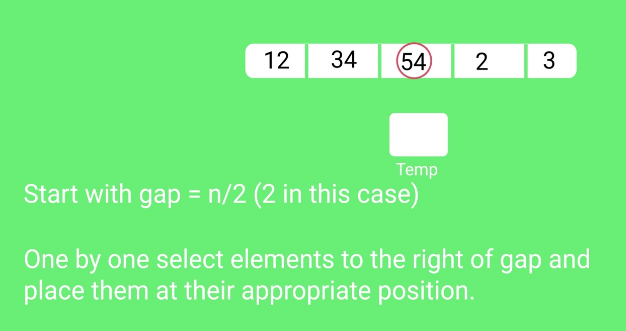 12 34 54 2 3
Temp
Start with gap = n/2 (2 in this case)
One by one select elements to the right of gap and
place them at their appropriate position.